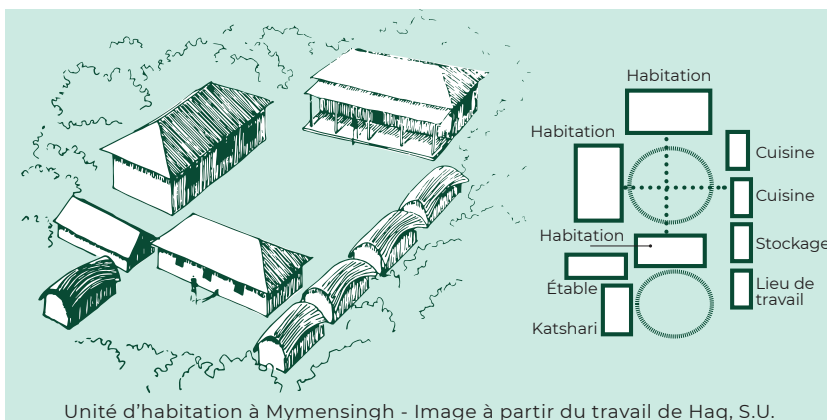 Habitation
Habitation
Cuisine
Cuisine
Habitation
Stockage
Étable
Lieu de
travail
Katshari
Unité d'habitation à Mymensingh - Image à partir du travail de Haq, S.U.